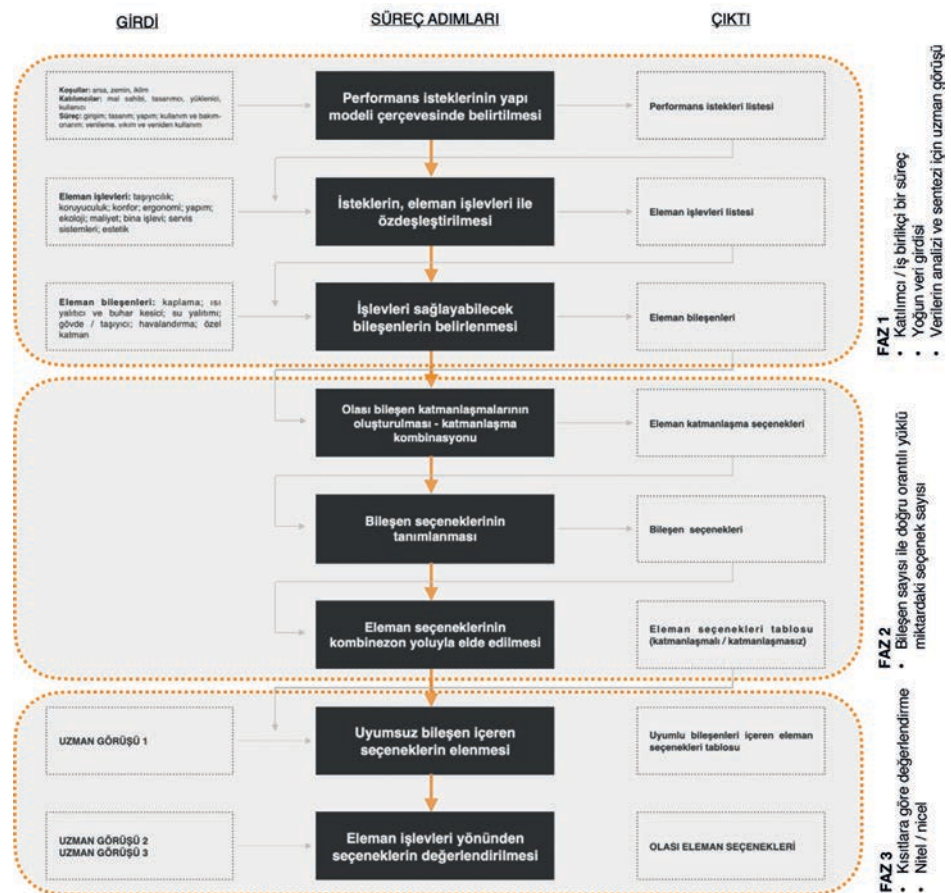 GİRDİ
SÜREÇ ADIMLARI
ÇIKTI
Koşullar: arsa, zemin, iklim
Katılımcılar: mal sahibi, tasarımcı, yüklenici,
kullanıcı
Süreç: girişim; tasarım; yapım; kullanım ve bakım-
onarım; yenileme, yıkım ve yeniden kullanım
Performans isteklerinin yapı
modeli çerçevesinde belirtilmesi
Performans istekleri listesi
Eleman işlevleri: taşıyıcılık;
koruyuculuk; konfor; ergonomi; yapım;
ekoloji; maliyet; bina işlevi; servis
sistemleri; estetik
İsteklerin, eleman işlevleri ile
özdeşleştirilmesi
Eleman işlevleri listesi
Eleman bileşenleri: kaplama; ısı
yalıtıcı ve buhar kesici; su yalıtımı;
gövde / taşıyıcı; havalandırma; özel
katman
İşlevleri sağlayabilecek
bileşenlerin belirlenmesi
Eleman bileşenleri
FAZ 1
• Katılımcı / iş birlikçi bir süreç
• Yoğun veri girdisi
• Verilerin analizi ve sentezi için uzman görüşü
Olası bileşen katmanlaşmalarının
oluşturulması - katmanlaşma
kombinasyonu
Eleman katmanlaşma seçenekleri
Bileşen seçeneklerinin
tanımlanması
Bileşen seçenekleri
Eleman seçeneklerinin
kombinezon yoluyla elde edilmesi
Eleman seçenekleri tablosu
(katmanlaşmalı / katmanlaşmasız)
FAZ 2
• Bileşen sayısı ile doğru orantılı yüklü
miktardaki seçenek sayısı
UZMAN GÖRÜŞÜ 1
Uyumsuz bileşen içeren
seçeneklerin elenmesi
Uyumlu bileşenleri içeren eleman
seçenekleri tablosu
UZMAN GÖRÜŞÜ 2
UZMAN GÖRÜŞÜ 3
Eleman işlevleri yönünden
seçeneklerin değerlendirilmesi
OLASI ELEMAN SEÇENEKLERİ
FAZ 3
• Kısıtlara göre değerlendirme
• Nitel / nicel